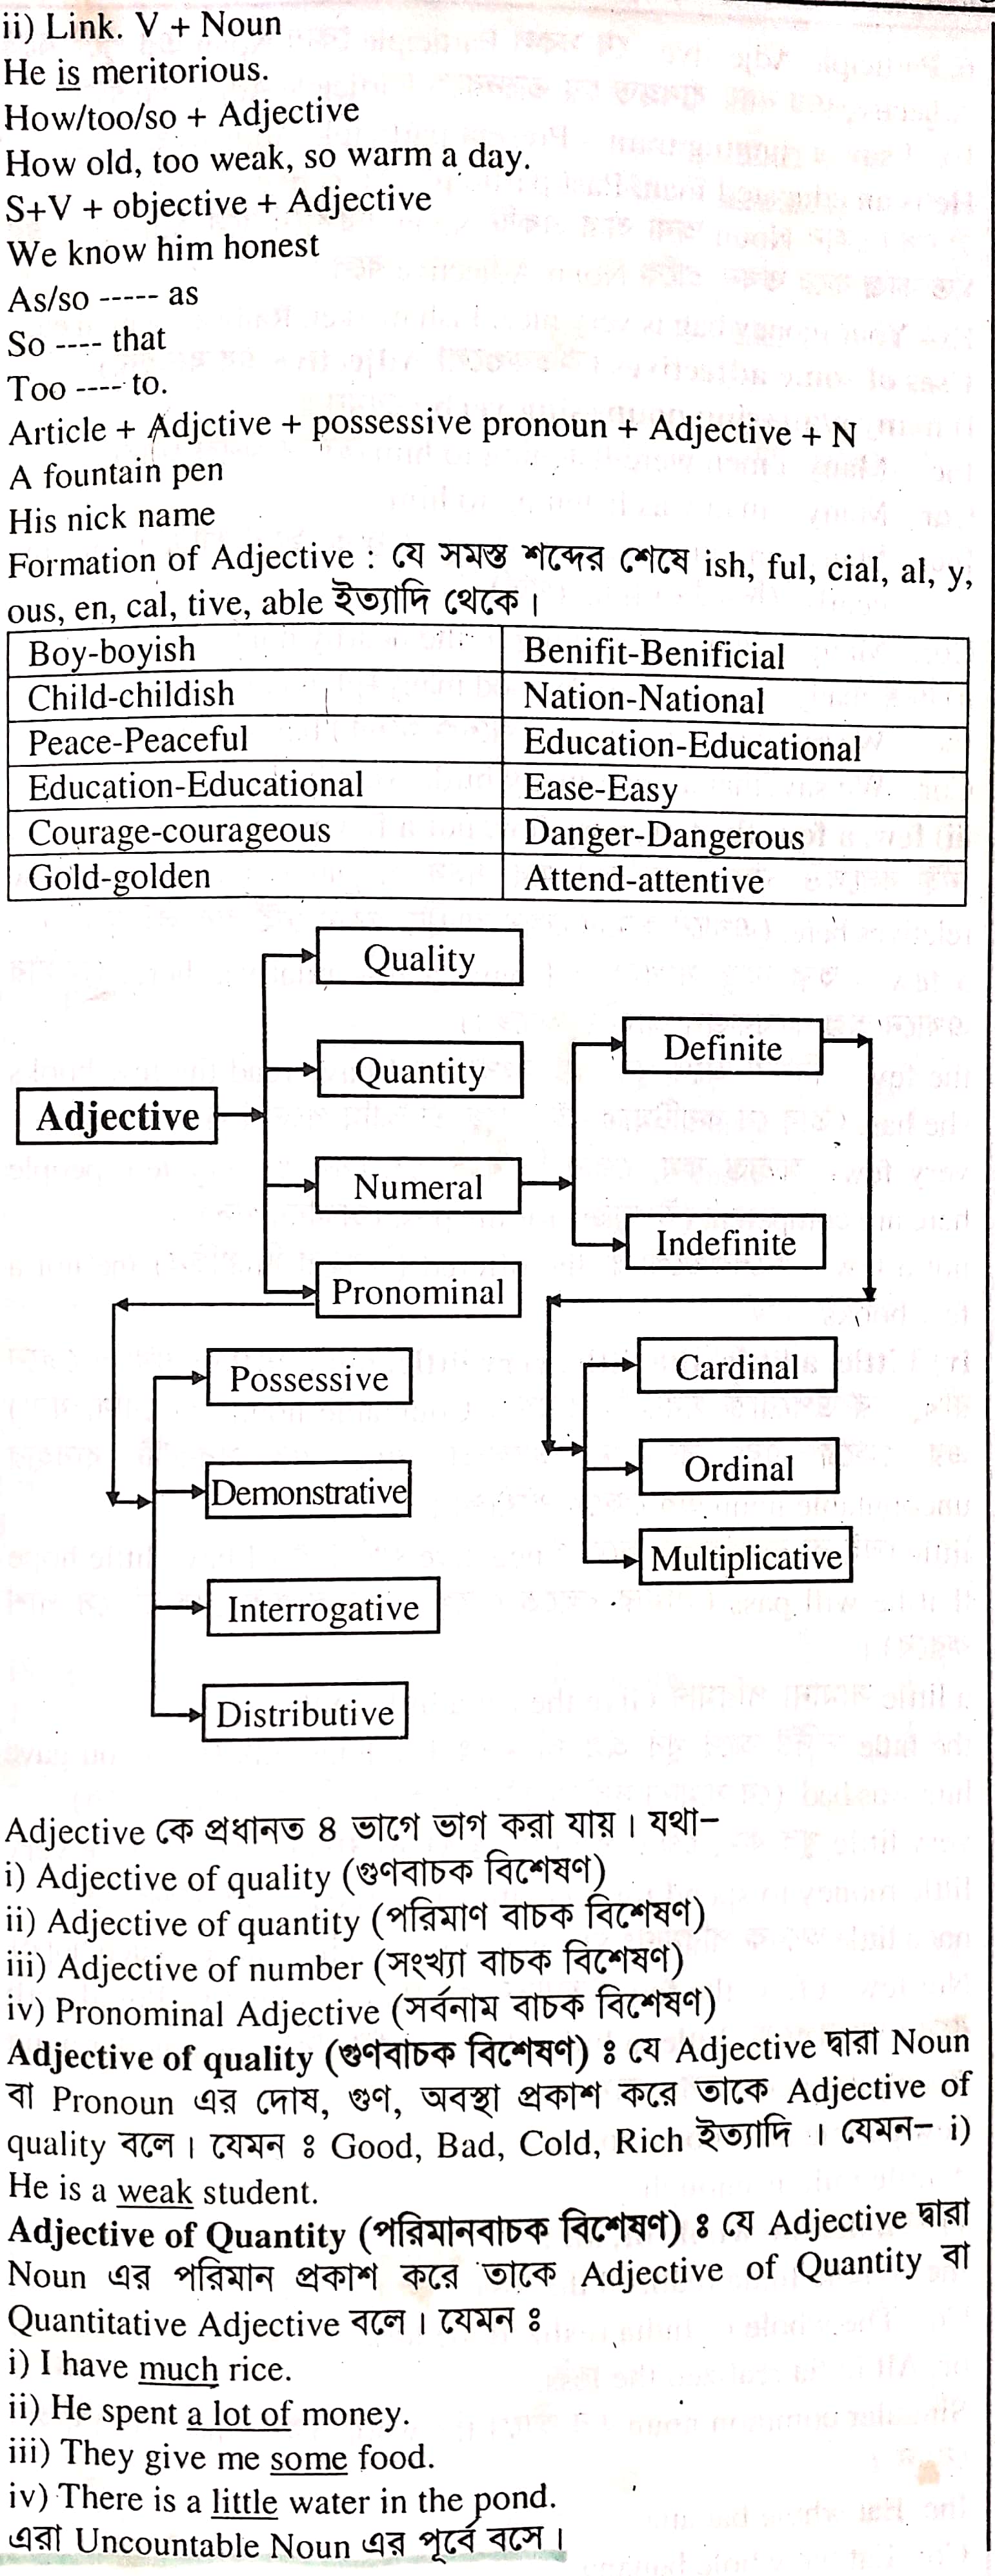 ii) Link. V + Noun
He is meritorious.
How/too/so + Adjective
How old, too weak, so warm a day.
S+V + objective + Adjective
We know him honest
As/so ----- as
So ---- that
Too ---- to.
Article + Adjctive + possessive pronoun + Adjective + N
A fountain pen
His nick name
Formation of Adjective : যে সমস্ত শব্দের শেষে ish, ful, cial, al, y,
ous, en, cal, tive, able ইত্যাদি থেকে।
Boy-boyish Benifit-Benificial
Child-childish Nation-National
Peace-Peaceful Education-Educational
Education-Educational Ease-Easy
Courage-courageous Danger-Dangerous
Gold-golden Attend-attentive
Quality
Definite
Quantity
Adjective
Numeral
Indefinite
Pronominal
Cardinal
Possessive
Ordinal
Demonstrative
Multiplicative
Interrogative
Distributive
Adjective কে প্রধানত ৪ ভাগে ভাগ করা যায়। যথা–
i) Adjective of quality (গুণবাচক বিশেষণ)
ii) Adjective of quantity (পরিমাণ বাচক বিশেষণ)
iii) Adjective of number (সংখ্যা বাচক বিশেষণ)
iv) Pronominal Adjective (সর্বনাম বাচক বিশেষণ)
Adjective of quality (গুণবাচক বিশেষণ) ঃ যে Adjective দ্বারা Noun
বা Pronoun এর দোষ, গুণ, অবস্থা প্রকাশ করে তাকে Adjective of
quality বলে। যেমন ঃ Good, Bad, Cold, Rich ইত্যাদি । যেমন– i)
He is a weak student.
Adjective of Quantity (পরিমানবাচক বিশেষণ) ঃ যে Adjective দ্বারা
Noun এর পরিমান প্রকাশ করে তাকে Adjective of Quantity বা
Quantitative Adjective বলে। যেমন ঃ
i) I have much rice.
ii) He spent a lot of money.
iii) They give me some food.
iv) There is a little water in the pond.
এরা Uncountable Noun এর পূর্বে বসে।